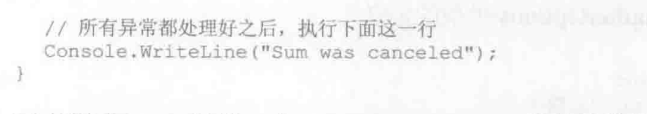 // 所有异常都处理好之后，执行下面这一行
Console.WriteLine("Sum was canceled");
}